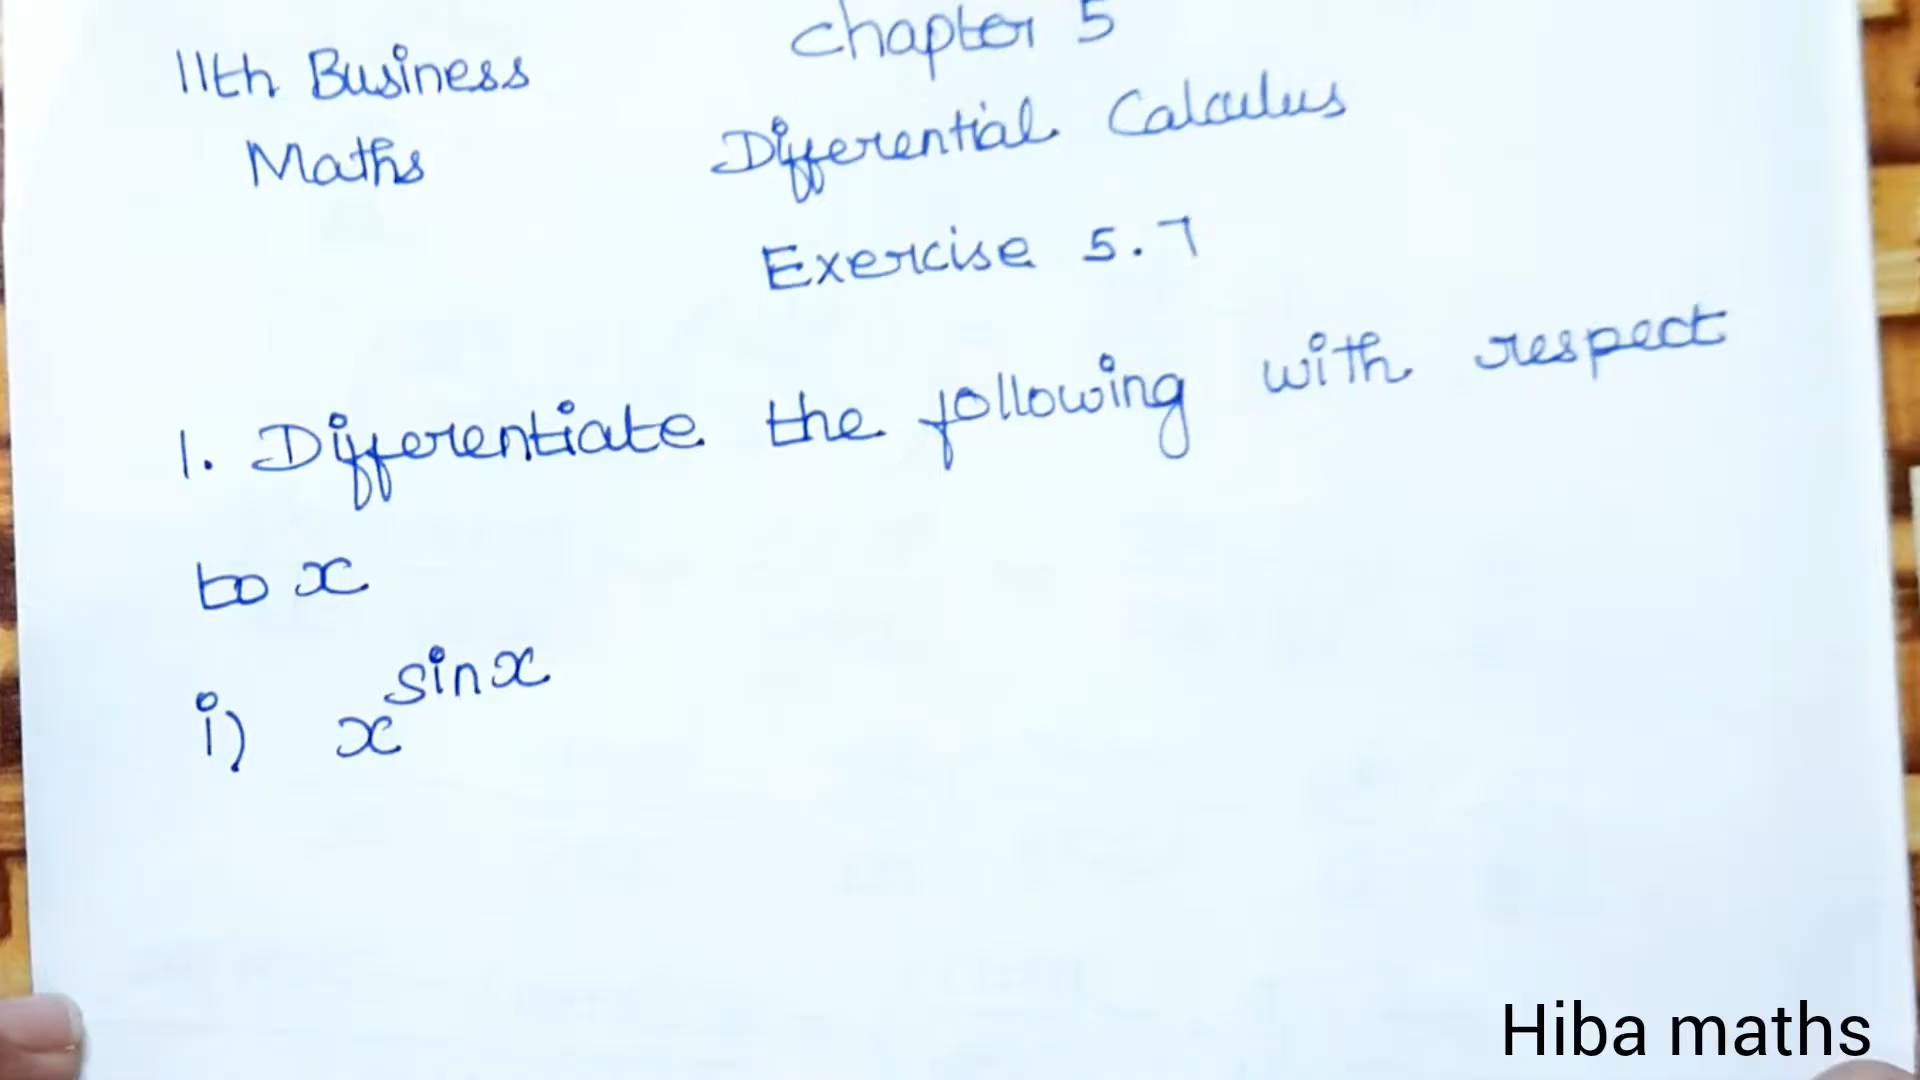 11th Business
Maths
chapter 5
Differential Calculus
Exercise 5.7
1. Differentiate the following with respect
to x
i) x^sinx
Hiba maths